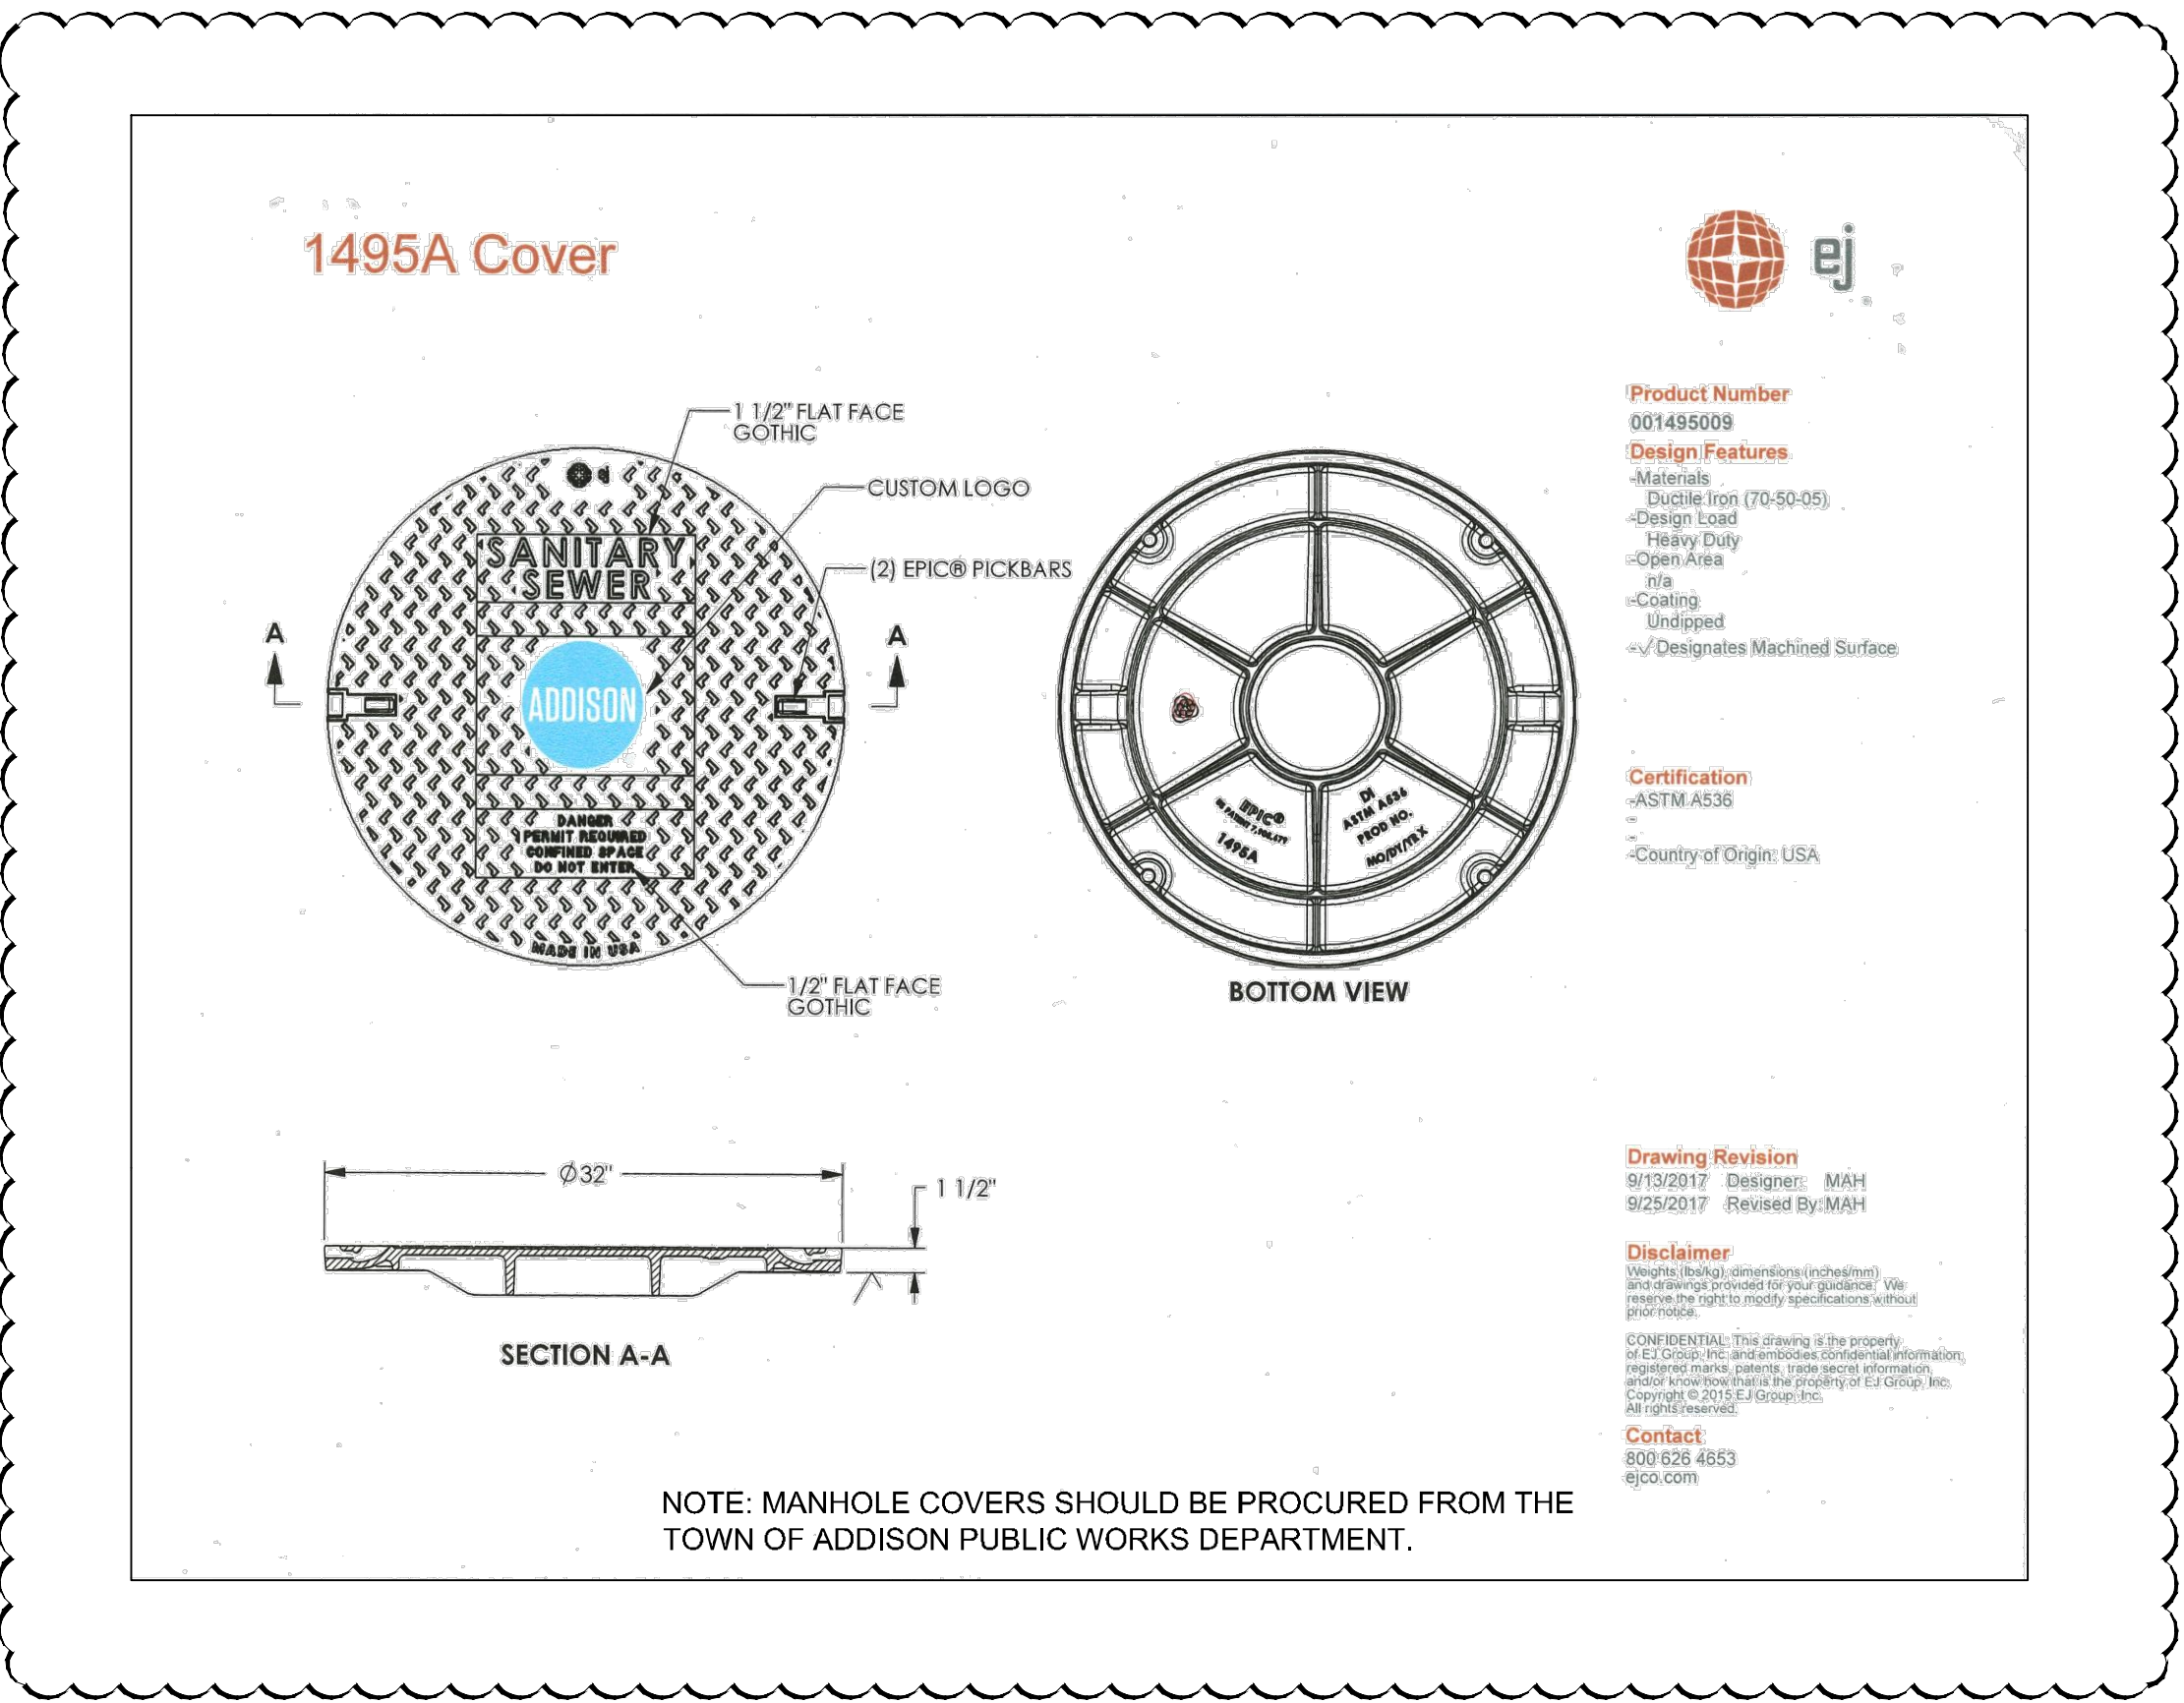 1495A Cover
ej
1 1/2" FLAT FACE
GOTHIC
CUSTOM LOGO
(2) EPIC® PICKBARS
ej
SANITARY
SEWER
A
A
ADDISON
DANGER
PERMIT REQUIRED
CONFINED SPACE
DO NOT ENTER
MADE IN USA
1/2" FLAT FACE
GOTHIC
EPIC®
1495A
DI
ASTM A536
PROD NO.
MO/DY/YR X
BOTTOM VIEW
Product Number
001495009
Design Features
-Materials
Ductile Iron (70-50-05)
-Design Load
Heavy Duty
-Open Area
n/a
-Coating
Undipped
-√ Designates Machined Surface
Certification
-ASTM A536
-
-
-Country of Origin: USA
Ø32"
1 1/2"
SECTION A-A
Drawing Revision
9/13/2017 Designer: MAH
9/25/2017 Revised By: MAH
Disclaimer
Weights (lbs/kg), dimensions (inches/mm)
and drawings provided for your guidance. We
reserve the right to modify specifications without
prior notice.
CONFIDENTIAL: This drawing is the property
of EJ Group, Inc. and embodies confidential information,
registered marks, patents, trade secret information,
and/or know how that is the property of EJ Group, Inc.
Copyright © 2015 EJ Group, Inc.
All rights reserved.
Contact
800 626 4653
ejco.com
NOTE: MANHOLE COVERS SHOULD BE PROCURED FROM THE
TOWN OF ADDISON PUBLIC WORKS DEPARTMENT.